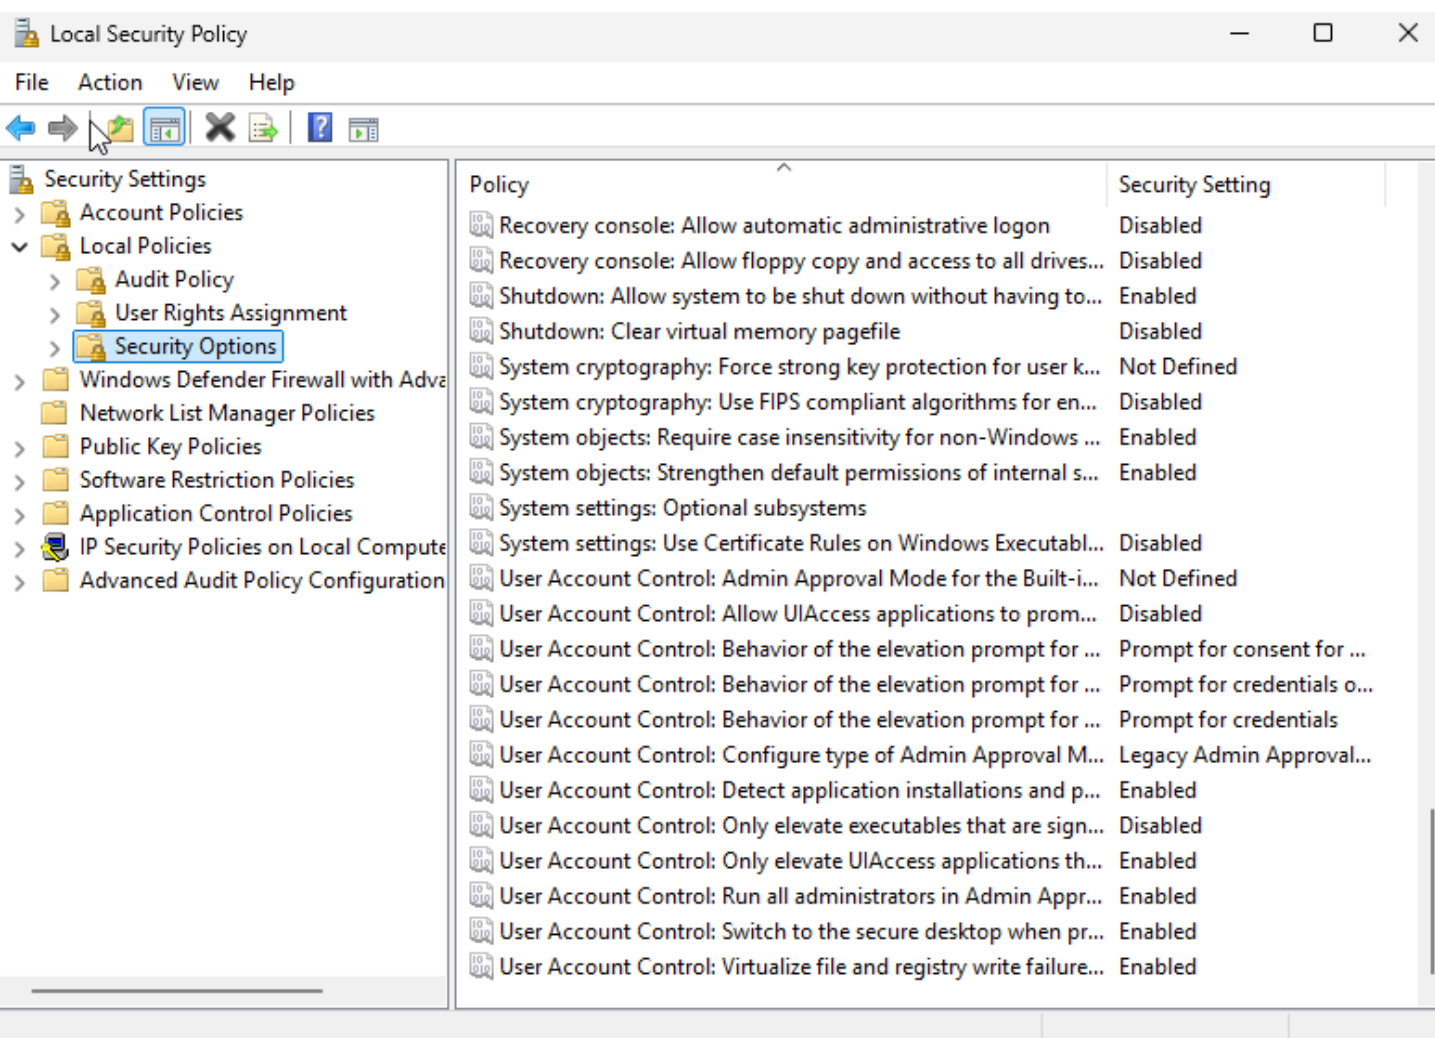 Local Security Policy
File Action View Help
Security Settings
Account Policies
Local Policies
Audit Policy
User Rights Assignment
Security Options
Windows Defender Firewall with Adva
Network List Manager Policies
Public Key Policies
Software Restriction Policies
Application Control Policies
IP Security Policies on Local Compute
Advanced Audit Policy Configuration
Policy Security Setting
Recovery console: Allow automatic administrative logon Disabled
Recovery console: Allow floppy copy and access to all drives... Disabled
Shutdown: Allow system to be shut down without having to... Enabled
Shutdown: Clear virtual memory pagefile Disabled
System cryptography: Force strong key protection for user k... Not Defined
System cryptography: Use FIPS compliant algorithms for en... Disabled
System objects: Require case insensitivity for non-Windows ... Enabled
System objects: Strengthen default permissions of internal s... Enabled
System settings: Optional subsystems
System settings: Use Certificate Rules on Windows Executabl... Disabled
User Account Control: Admin Approval Mode for the Built-i... Not Defined
User Account Control: Allow UIAccess applications to prom... Disabled
User Account Control: Behavior of the elevation prompt for ... Prompt for consent for ...
User Account Control: Behavior of the elevation prompt for ... Prompt for credentials o...
User Account Control: Behavior of the elevation prompt for ... Prompt for credentials
User Account Control: Configure type of Admin Approval M... Legacy Admin Approval...
User Account Control: Detect application installations and p... Enabled
User Account Control: Only elevate executables that are sign... Disabled
User Account Control: Only elevate UIAccess applications th... Enabled
User Account Control: Run all administrators in Admin Appr... Enabled
User Account Control: Switch to the secure desktop when pr... Enabled
User Account Control: Virtualize file and registry write failure... Enabled